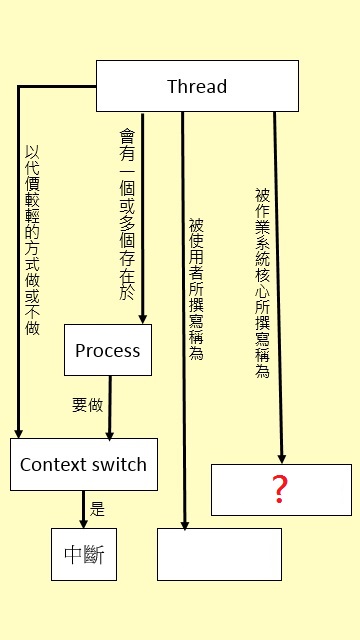 Thread
以代價較輕的方式做或不做
會有一個或多個存在於
被使用者所撰寫稱為
被作業系統核心所撰寫稱為
Process
要做
Context switch
?
是
中斷